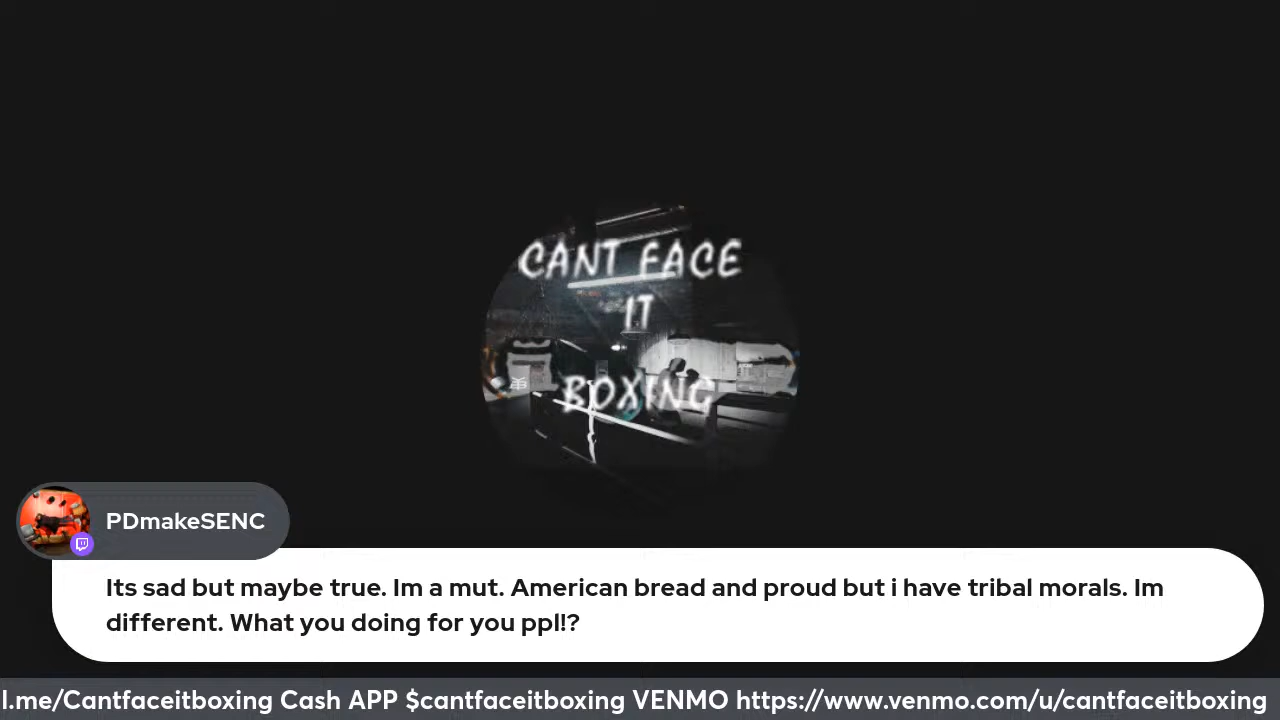 CANT FACE
IT
BOXING
PDmakeSENC
Its sad but maybe true. Im a mut. American bread and proud but i have tribal morals. Im
different. What you doing for you ppl!?
l.me/Cantfaceitboxing Cash APP $cantfaceitboxing VENMO https://www.venmo.com/u/cantfaceitboxing